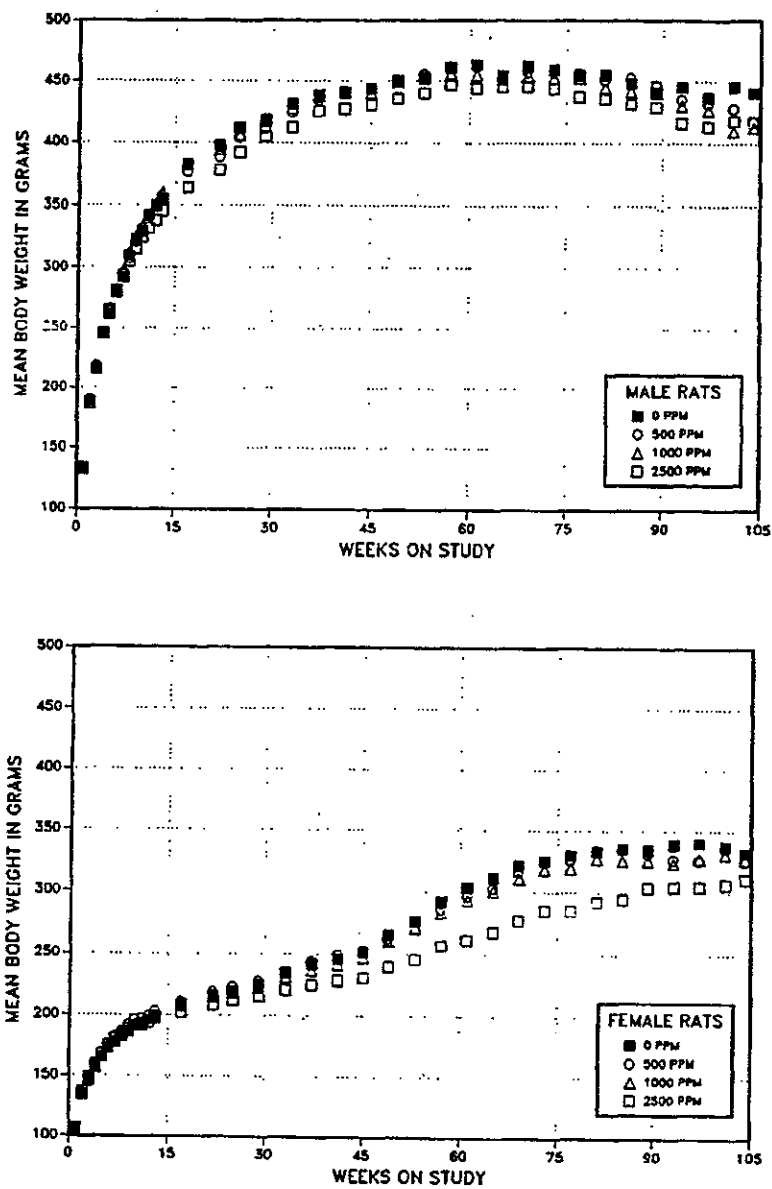 500
450
400
350
300
250
200
150
100
MEAN BODY WEIGHT IN GRAMS
MALE RATS
0 PPM
500 PPM
1000 PPM
2500 PPM
0 15 30 45 60 75 90 105
WEEKS ON STUDY
500
450
400
350
300
250
200
150
100
MEAN BODY WEIGHT IN GRAMS
FEMALE RATS
0 PPM
500 PPM
1000 PPM
2500 PPM
0 15 30 45 60 75 90 105
WEEKS ON STUDY